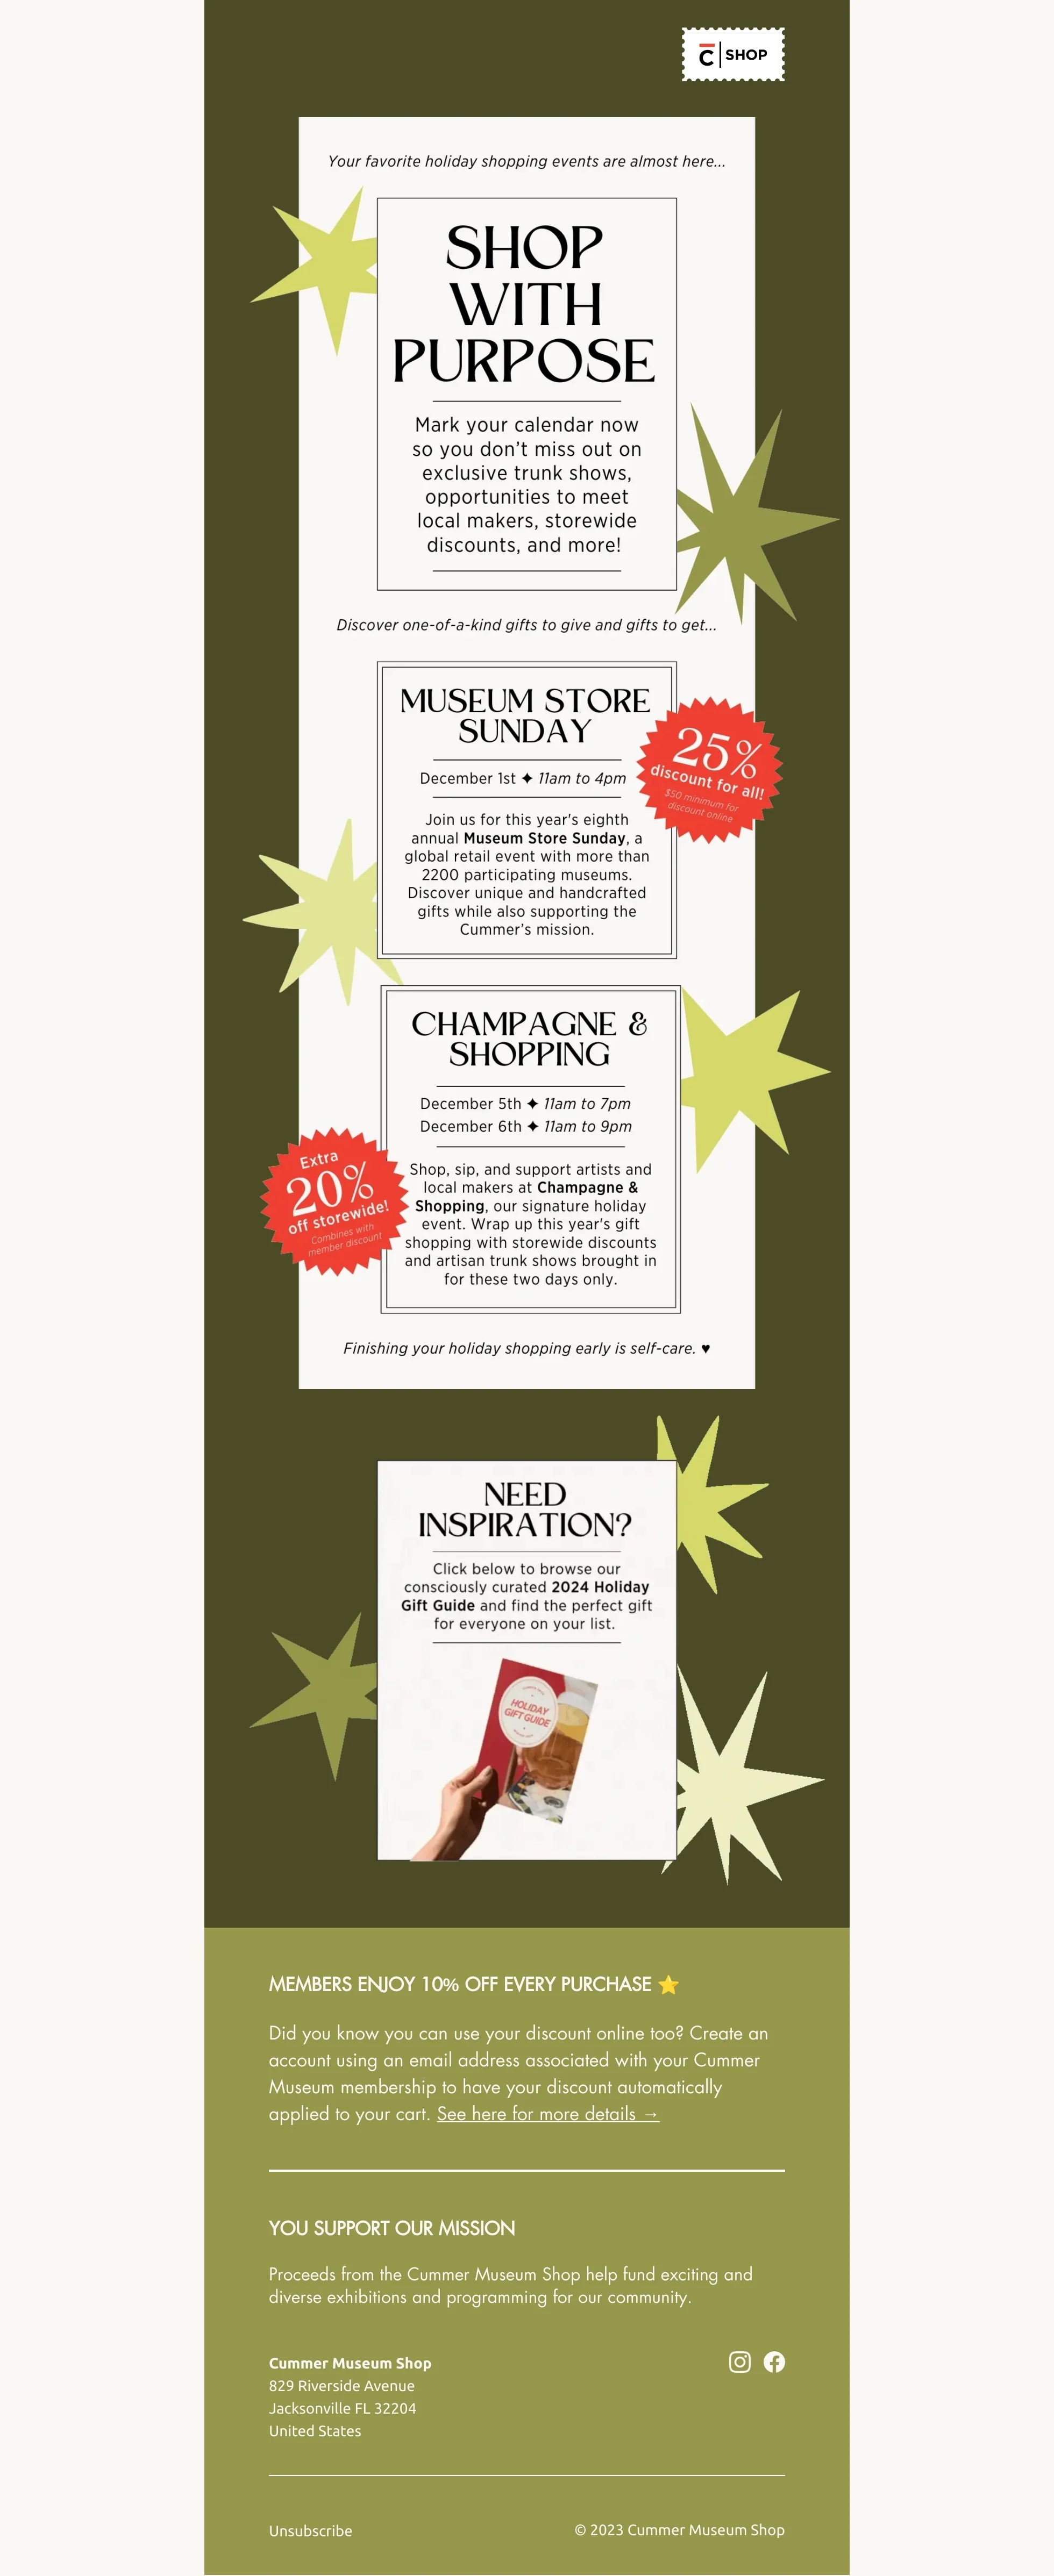 C | SHOP
Your favorite holiday shopping events are almost here...
SHOP
WITH
PURPOSE
Mark your calendar now
so you don’t miss out on
exclusive trunk shows,
opportunities to meet
local makers, storewide
discounts, and more!
Discover one-of-a-kind gifts to give and gifts to get...
MUSEUM STORE
SUNDAY
December 1st ✦ 11am to 4pm
25%
discount for all!
$50 minimum for
discount online
Join us for this year's eighth
annual Museum Store Sunday, a
global retail event with more than
2200 participating museums.
Discover unique and handcrafted
gifts while also supporting the
Cummer’s mission.
CHAMPAGNE &
SHOPPING
December 5th ✦ 11am to 7pm
December 6th ✦ 11am to 9pm
Extra
20%
off storewide!
Combines with
member discount
Shop, sip, and support artists and
local makers at Champagne &
Shopping, our signature holiday
event. Wrap up this year's gift
shopping with storewide discounts
and artisan trunk shows brought in
for these two days only.
Finishing your holiday shopping early is self-care. ♥
NEED
INSPIRATION?
Click below to browse our
consciously curated 2024 Holiday
Gift Guide and find the perfect gift
for everyone on your list.
HOLIDAY
GIFT GUIDE
MEMBERS ENJOY 10% OFF EVERY PURCHASE ⭐
Did you know you can use your discount online too? Create an
account using an email address associated with your Cummer
Museum membership to have your discount automatically
applied to your cart. See here for more details →
YOU SUPPORT OUR MISSION
Proceeds from the Cummer Museum Shop help fund exciting and
diverse exhibitions and programming for our community.
Cummer Museum Shop
829 Riverside Avenue
Jacksonville FL 32204
United States
Unsubscribe
© 2023 Cummer Museum Shop